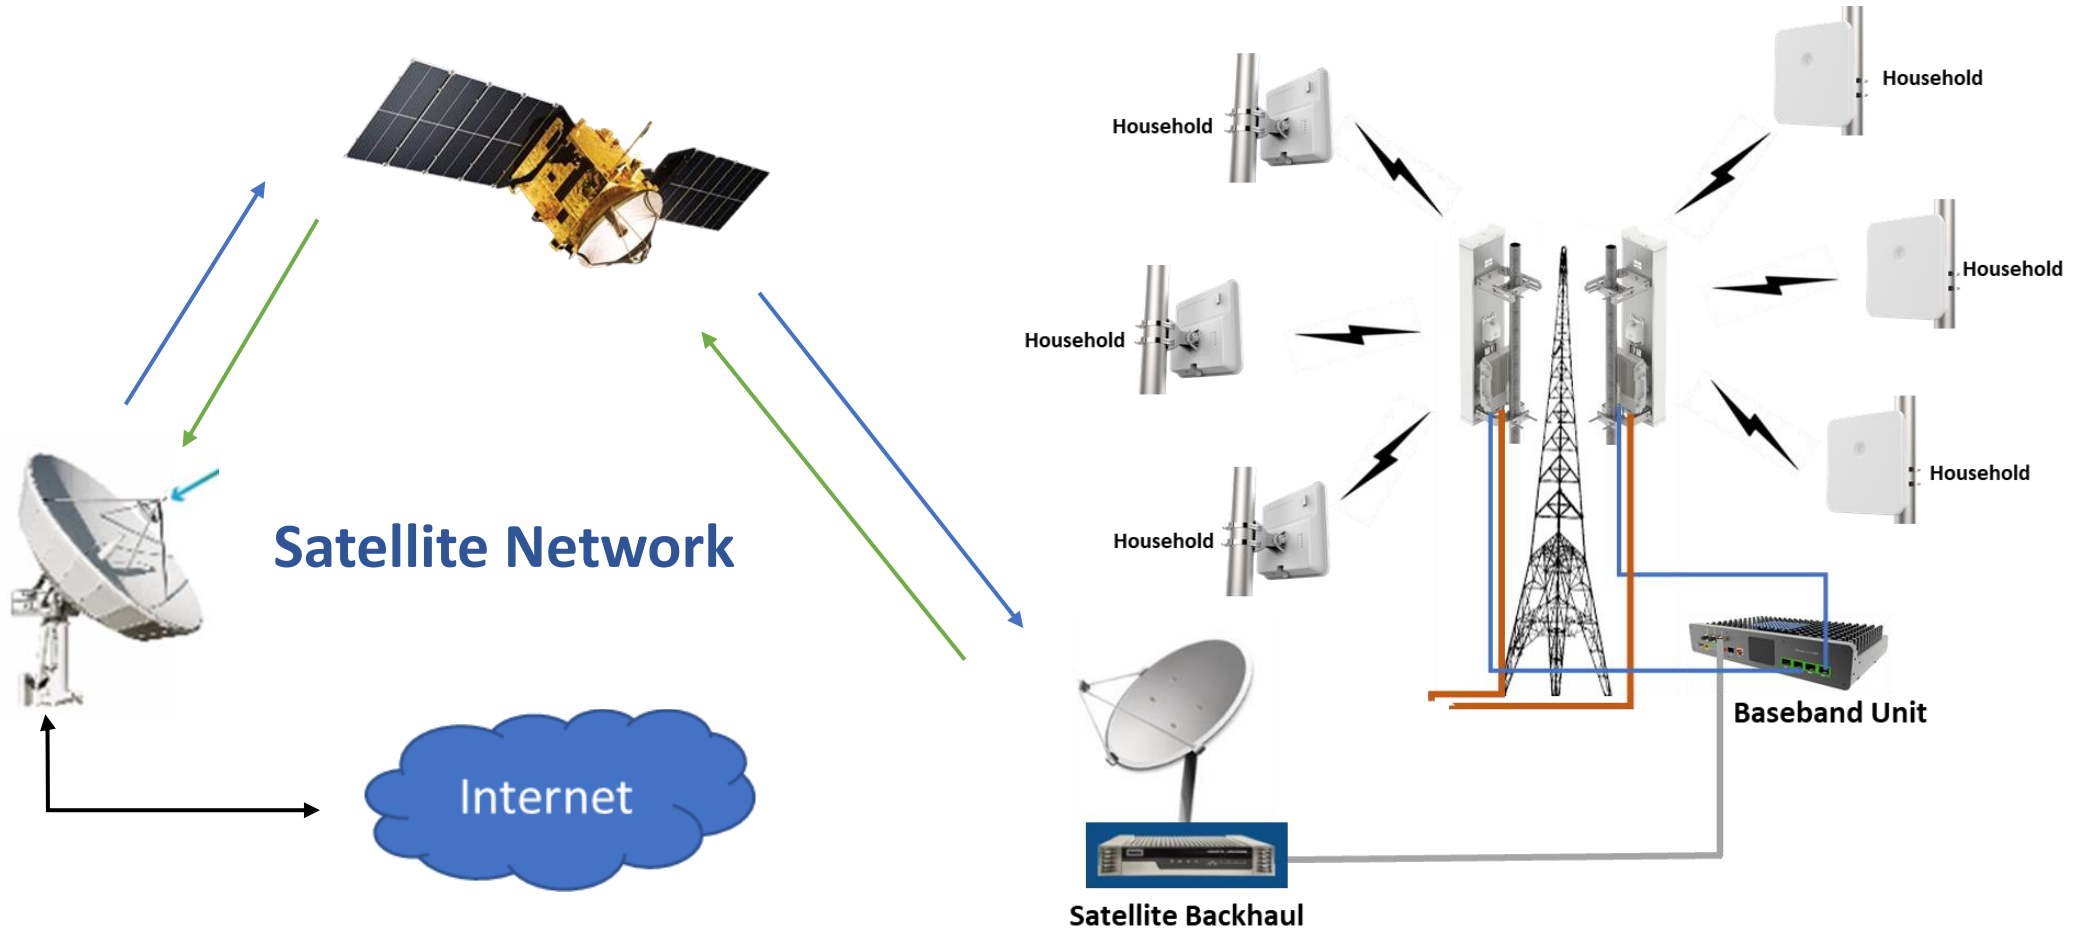 Household
Household
Household
Household
Household
Household
Satellite Network
Baseband Unit
Internet
Satellite Backhaul